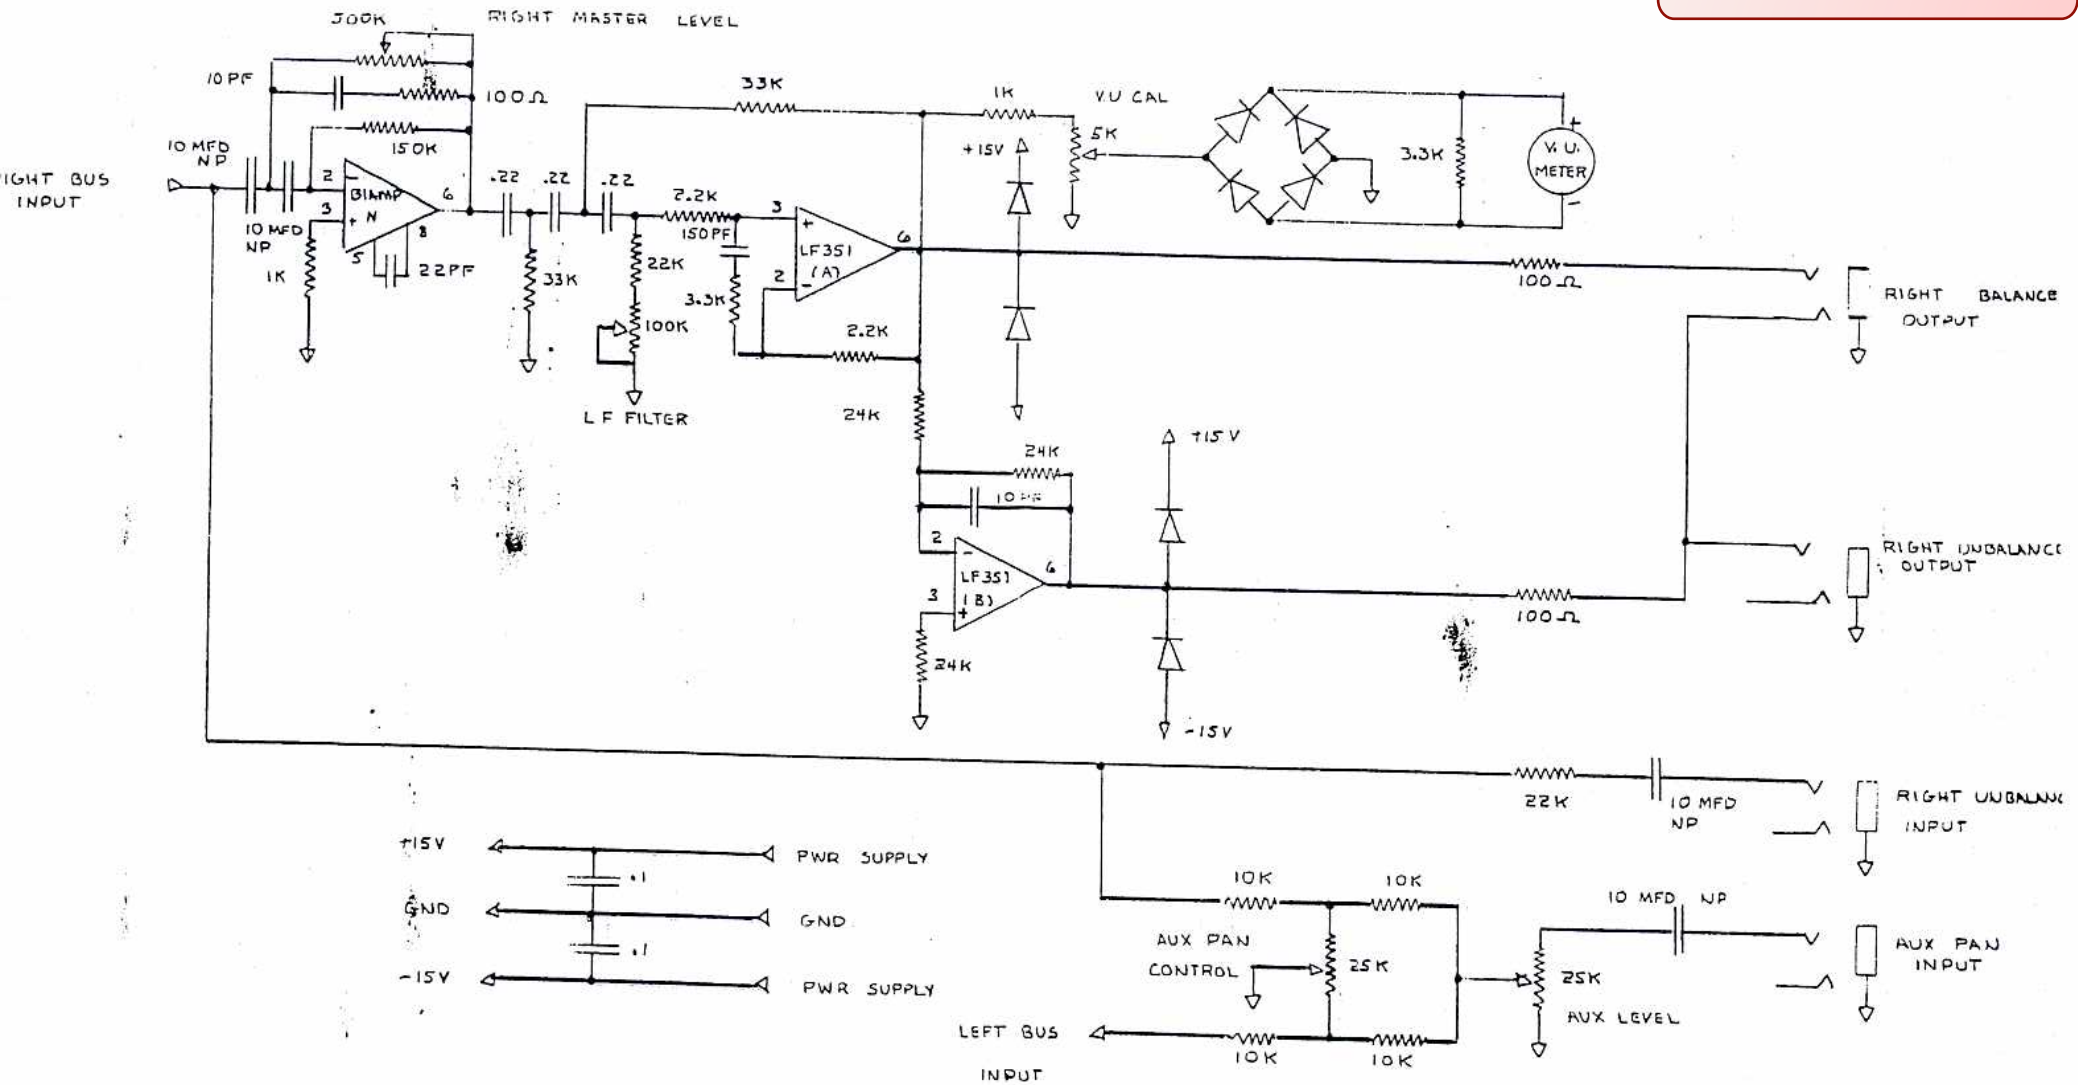 500K
RIGHT MASTER LEVEL
10 PF
100Ω
150K
10 MFD
NP
RIGHT BUS
INPUT
2
BIAMP
N
3
6
8
5
22PF
10 MFD
NP
1K
.22
.22
.22
33K
33K
2.2K
150PF
22K
3.3K
100K
L F FILTER
3
LF351
(A)
2
6
2.2K
1K
V.U CAL
5K
+15V
3.3K
+
V.U.
METER
-
100Ω
RIGHT BALANCE
OUTPUT
24K
24K
10 PF
2
LF351
(B)
3
6
24K
+15V
-15V
100Ω
RIGHT UNBALANCE
OUTPUT
22K
10 MFD
NP
RIGHT UNBALANC
INPUT
+15V
PWR SUPPLY
.1
GND
GND
.1
-15V
PWR SUPPLY
10K
10K
AUX PAN
CONTROL
25K
10K
10K
LEFT BUS
INPUT
10 MFD NP
25K
AUX LEVEL
AUX PAN
INPUT